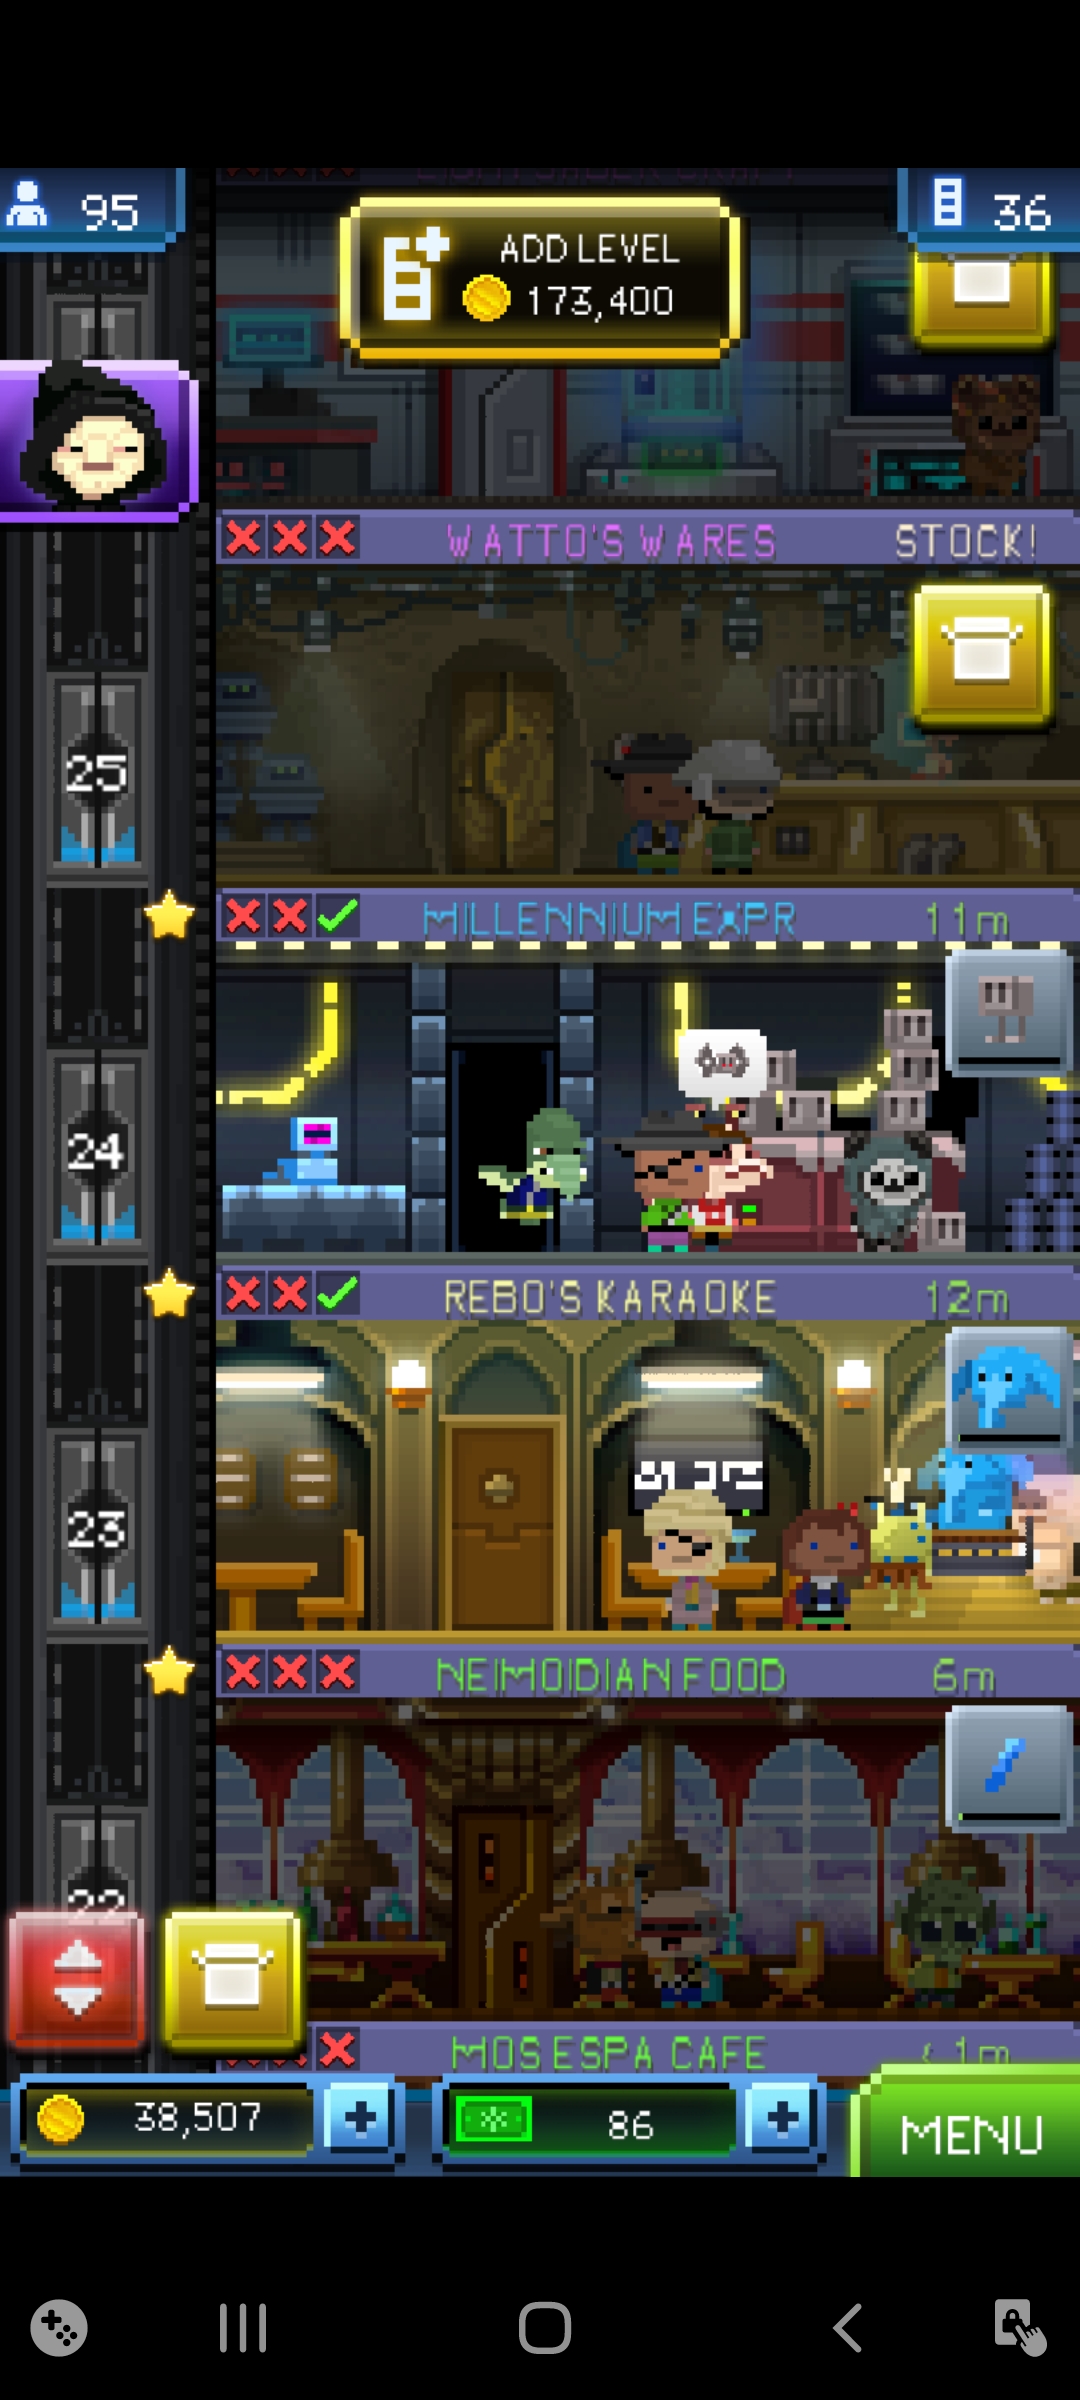 95
36
ADD LEVEL
173,400
WATTO'S WARES
STOCK!
25
MILLENNIUM EXPR
11m
24
REBO'S KARAOKE
12m
23
NEIMOIDIAN FOOD
6m
22
MOS ESPA CAFE
< 1m
38,507
86
MENU